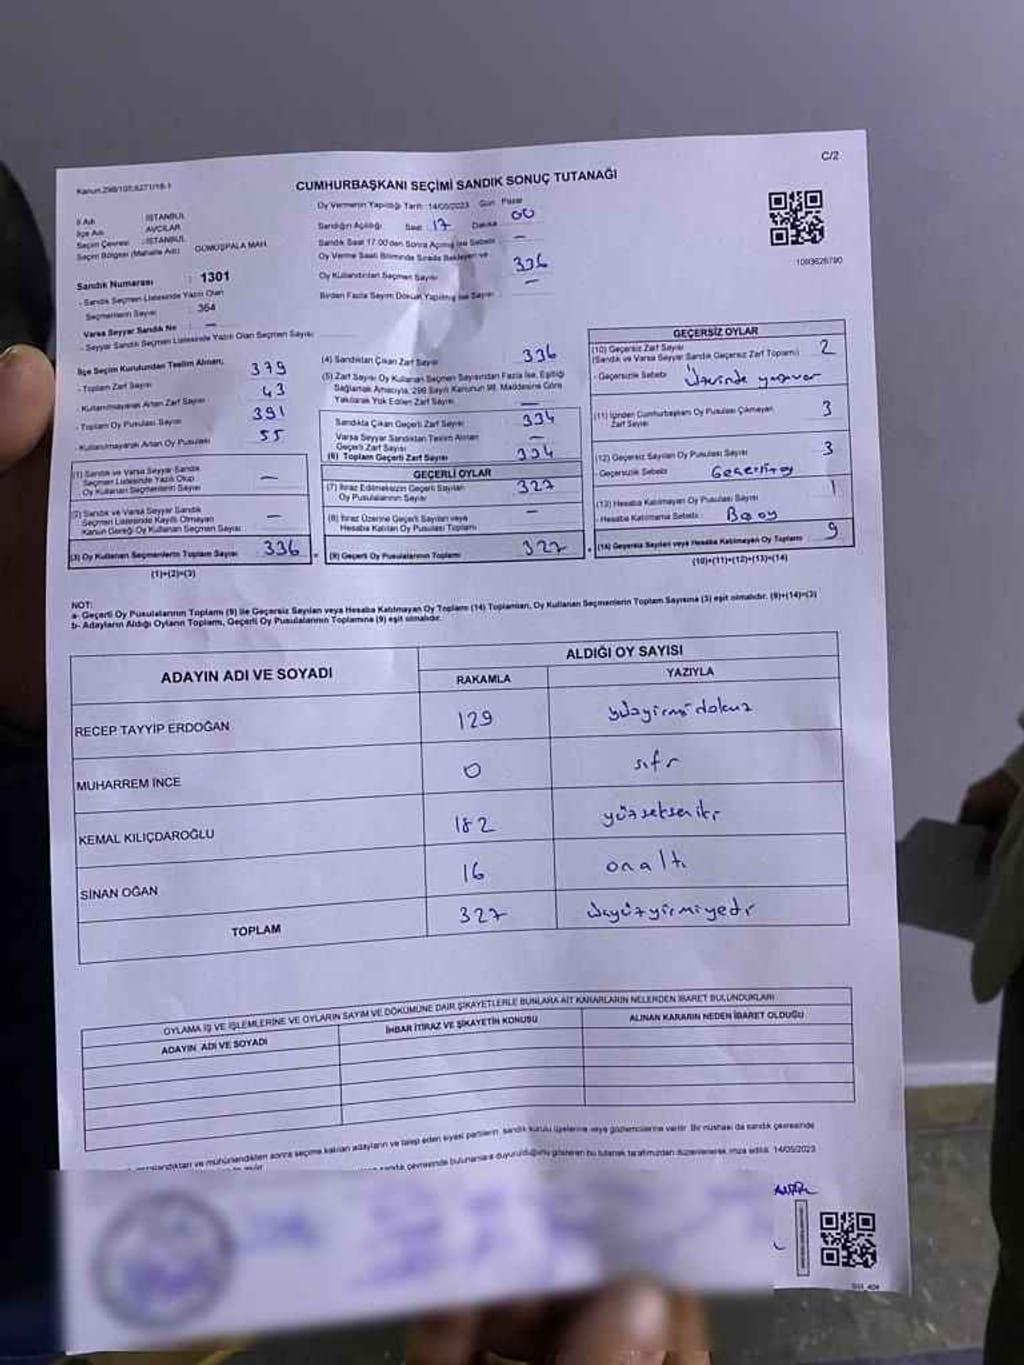 C/2
Kanun.298/105;6271/18-1
CUMHURBAŞKANI SEÇİMİ SANDIK SONUÇ TUTANAĞI
İl Adı : İSTANBUL
İlçe Adı : AVCILAR
Seçim Çevresi : İSTANBUL
Seçim Bölgesi (Mahalle Adı) : GÜMÜŞPALA MAH
Sandık Numarası : 1301
- Sandık Seçmen Listesinde Yazılı Olan
Seçmenlerin Sayısı : 364
Varsa Seyyar Sandık No : —
- Seyyar Sandık Seçmen Listesinde Yazılı Olan Seçmen Sayısı
Oy Vermenin Yapıldığı Tarih :14/05/2023 Gün Pazar
Sandığın Açıldığı Saat 17 Dakika 00
Sandık Saat 17.00'den Sonra Açılmış İse Sebebi —
Oy Verme Saati Bitiminde Sırada Bekleyen ve
Oy Kullandırılan Seçmen Sayısı 336
Birden Fazla Sayım Döküm Yapılmış İse Sayısı —
1093626790
İlçe Seçim Kurulundan Teslim Alınan;
- Toplam Zarf Sayısı 379
- Kullanılmayarak Artan Zarf Sayısı 43
- Toplam Oy Pusulası Sayısı 391
- Kullanılmayarak Artan Oy Pusulası 55
(1) Sandık ve Varsa Seyyar Sandık
Seçmen Listesinde Yazılı Olup
Oy Kullanan Seçmenlerin Sayısı —
(2) Sandık ve Varsa Seyyar Sandık
Seçmen Listesinde Kayıtlı Olmayan
Kanun Gereği Oy Kullanan Seçmen Sayısı —
(3) Oy Kullanan Seçmenlerin Toplam Sayısı 336
(1)+(2)=(3)
(4) Sandıktan Çıkan Zarf Sayısı 336
(5) Zarf Sayısı Oy Kullanan Seçmen Sayısından Fazla İse, Eşitliği
Sağlamak Amacıyla, 298 Sayılı Kanunun 98. Maddesine Göre
Yakılarak Yok Edilen Zarf Sayısı —
Sandıkta Çıkan Geçerli Zarf Sayısı 334
Varsa Seyyar Sandıktan Teslim Alınan
Geçerli Zarf Sayısı —
(6) Toplam Geçerli Zarf Sayısı 334
GEÇERLİ OYLAR
(7) İtiraz Edilmeksizin Geçerli Sayılan
Oy Pusulalarının Sayısı 327
(8) İtiraz Üzerine Geçerli Sayılan veya
Hesaba Katılan Oy Pusulası Toplamı —
(9) Geçerli Oy Pusulalarının Toplamı 327
GEÇERSİZ OYLAR
(10) Geçersiz Zarf Sayısı
(Sandık ve Varsa Seyyar Sandık Geçersiz Zarf Toplamı) 2
- Geçersizlik Sebebi Üzerinde
(11) İçinden Cumhurbaşkanı Oy Pusulası Çıkmayan
Zarf Sayısı 3
(12) Geçersiz Sayılan Oy Pusulası Sayısı 3
- Geçersizlik Sebebi
(13) Hesaba Katılmayan Oy Pusulası Sayısı 1
- Hesaba Katılmama Sebebi :
(14) Geçersiz Sayılan veya Hesaba Katılmayan Oy Toplamı 9
(10)+(11)+(12)+(13)=(14)
NOT:
a- Geçerli Oy Pusulalarının Toplamı (9) ile Geçersiz Sayılan veya Hesaba Katılmayan Oy Toplamı (14) Toplamları, Oy Kullanan Seçmenlerin Toplam Sayısına (3) eşit olmalıdır. (9)+(14)=(3)
b- Adayların Aldığı Oyların Toplamı, Geçerli Oy Pusulalarının Toplamına (9) eşit olmalıdır.
ADAYIN ADI VE SOYADI ALDIĞI OY SAYISI
RAKAMLA YAZIYLA
RECEP TAYYİP ERDOĞAN 129 yüzyirmidokuz
MUHARREM İNCE 0 sıfır
KEMAL KILIÇDAROĞLU 182 yüzsekseniki
SİNAN OĞAN 16 onaltı
TOPLAM 327 üçyüzyirmiyedi
OYLAMA İŞ VE İŞLEMLERİNE VE OYLARIN SAYIM VE DÖKÜMÜNE DAİR ŞİKAYETLERLE BUNLARA AİT KARARLARIN NELERDEN İBARET BULUNDUKLARI
ADAYIN ADI VE SOYADI İHBAR İTİRAZ VE ŞİKAYETİN KONUSU ALINAN KARARIN NEDEN İBARET OLDUĞU
ve mühürlendikten sonra seçime katılan adayların ve talep eden siyasi partilerin sandık kurulu üyelerine veya gözlemcilerine verilir. Bir nüshası da sandık çevresinde
sandık çevresinde bulunanlara duyurulduğunu gösteren bu tutanak tarafımızdan düzenlenerek imza edildi. 14/05/2023